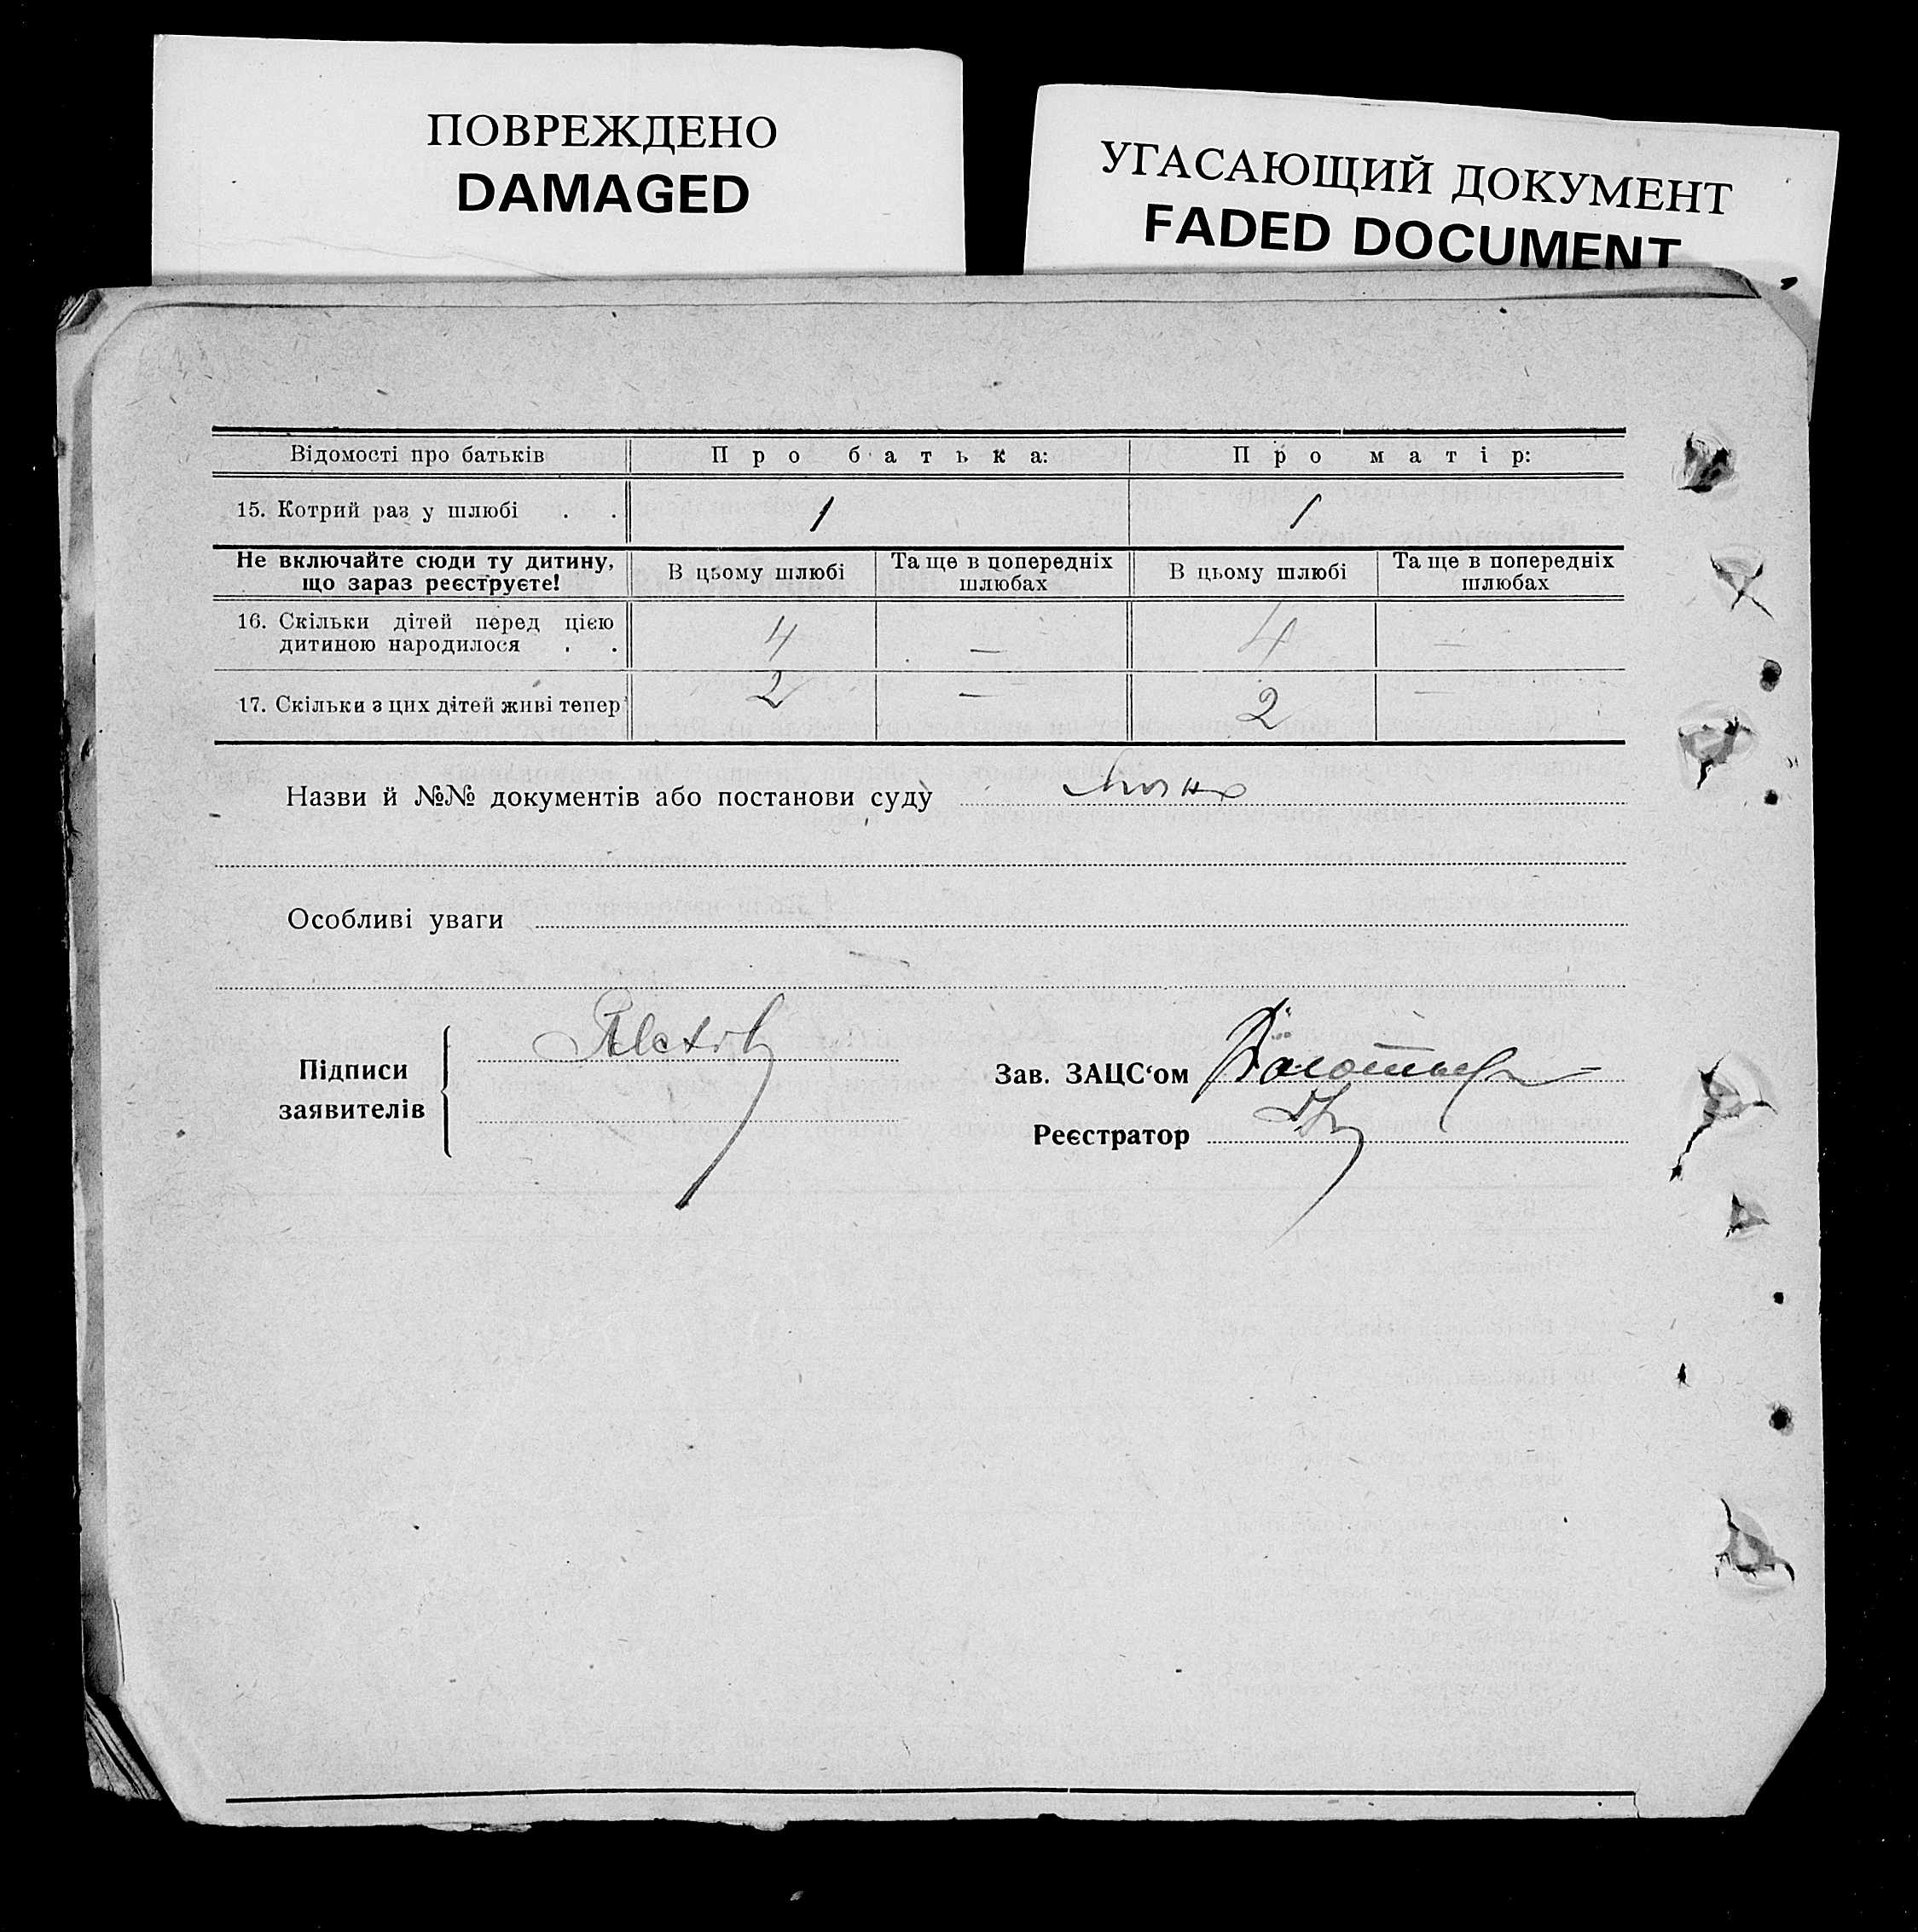 ПОВРЕЖДЕНО
DAMAGED
УГАСАЮЩИЙ ДОКУМЕНТ
FADED DOCUMENT
Відомості про батьків Про батька: Про матір:
15. Котрий раз у шлюбі . . 1 1
Не включайте сюди ту дитину, що зараз реєструєте! В цьому шлюбі Та ще в попередніх шлюбах В цьому шлюбі Та ще в попередніх шлюбах
16. Скільки дітей перед цією дитиною народилося . . 4 — 4 —
17. Скільки з цих дітей живі тепер 2 — 2 —
Назви й №№ документів або постанови суду
Особливі уваги
Підписи заявителів
Зав. ЗАЦС‘ом
Реєстратор